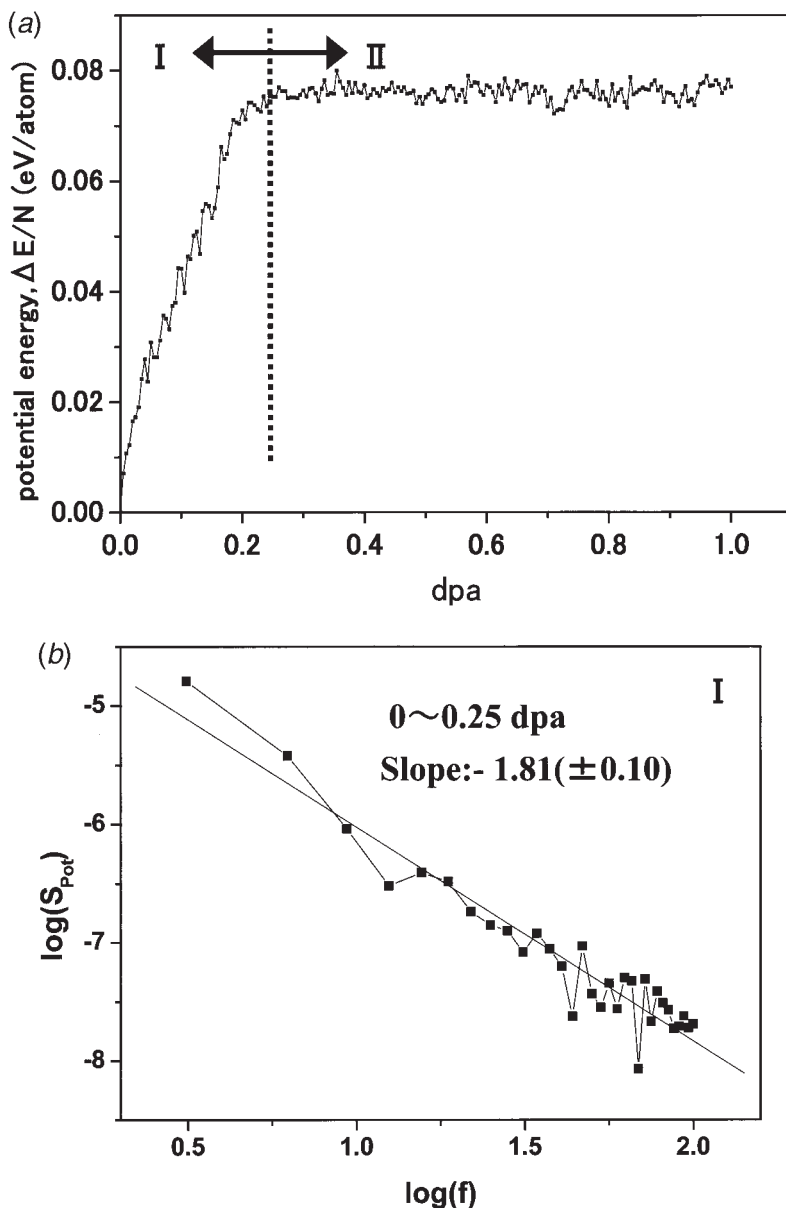 (a)
I II
0.08
0.06
0.04
0.02
0.00
potential energy, ΔE/N (eV/atom)
0.0 0.2 0.4 0.6 0.8 1.0
dpa
(b)
I
0～0.25 dpa
Slope:- 1.81(±0.10)
-5
-6
-7
-8
log(S_Pot)
0.5 1.0 1.5 2.0
log(f)